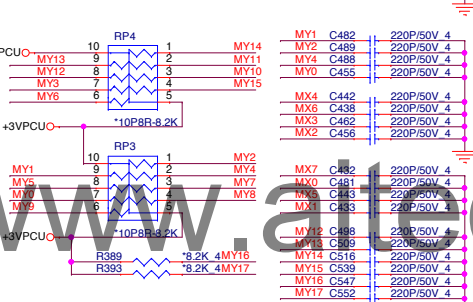 RP4
PCU 10 1 MY14
MY13 9 2 MY11
MY12 8 3 MY10
MY3 7 4 MY15
MY6 6 5
+3VPCU *10P8R-8.2K
RP3
10 1 MY2
MY1 9 2 MY4
MY5 8 3 MY7
MY0 7 4 MY8
MY9 6 5
+3VPCU *10P8R-8.2K
R389 *8.2K_4 MY16
R393 *8.2K_4 MY17
MY1 C482 220P/50V_4
MY2 C489 220P/50V_4
MY4 C488 220P/50V_4
MY0 C455 220P/50V_4
MX4 C442 220P/50V_4
MX6 C438 220P/50V_4
MX3 C462 220P/50V_4
MX2 C456 220P/50V_4
MX7 C432 220P/50V_4
MX0 C481 220P/50V_4
MX5 C443 220P/50V_4
MX1 C433 220P/50V_4
MY12 C498 220P/50V_4
MY13 C509 220P/50V_4
MY14 C516 220P/50V_4
MY15 C539 220P/50V_4
MY16 C547 220P/50V_4
MY17 C552 220P/50V_4
www.alte